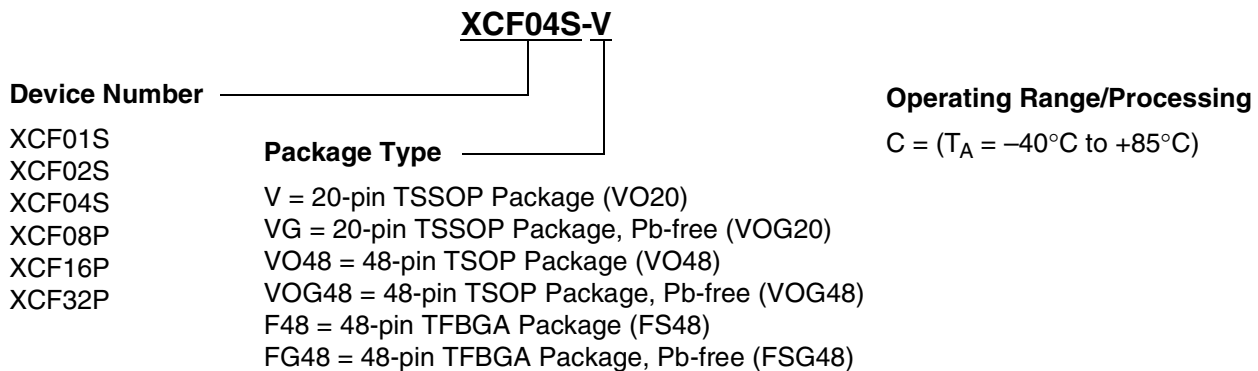 XCF04S-V
Device Number
XCF01S
XCF02S
XCF04S
XCF08P
XCF16P
XCF32P
Package Type
V = 20-pin TSSOP Package (VO20)
VG = 20-pin TSSOP Package, Pb-free (VOG20)
VO48 = 48-pin TSOP Package (VO48)
VOG48 = 48-pin TSOP Package, Pb-free (VOG48)
F48 = 48-pin TFBGA Package (FS48)
FG48 = 48-pin TFBGA Package, Pb-free (FSG48)
Operating Range/Processing
C = (TA = –40°C to +85°C)